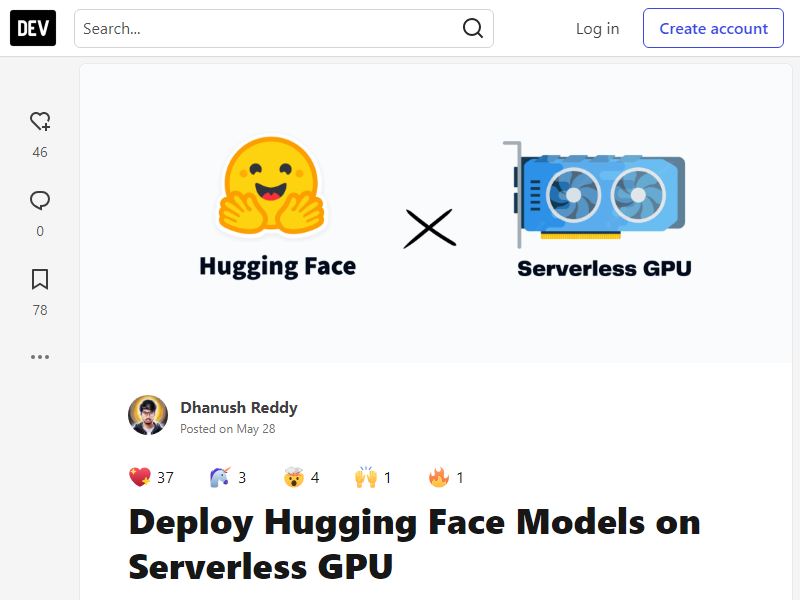 DEV
Search...
Log in
Create account
46
0
78
Hugging Face
Serverless GPU
Dhanush Reddy
Posted on May 28
37
3
4
1
1
Deploy Hugging Face Models on
Serverless GPU